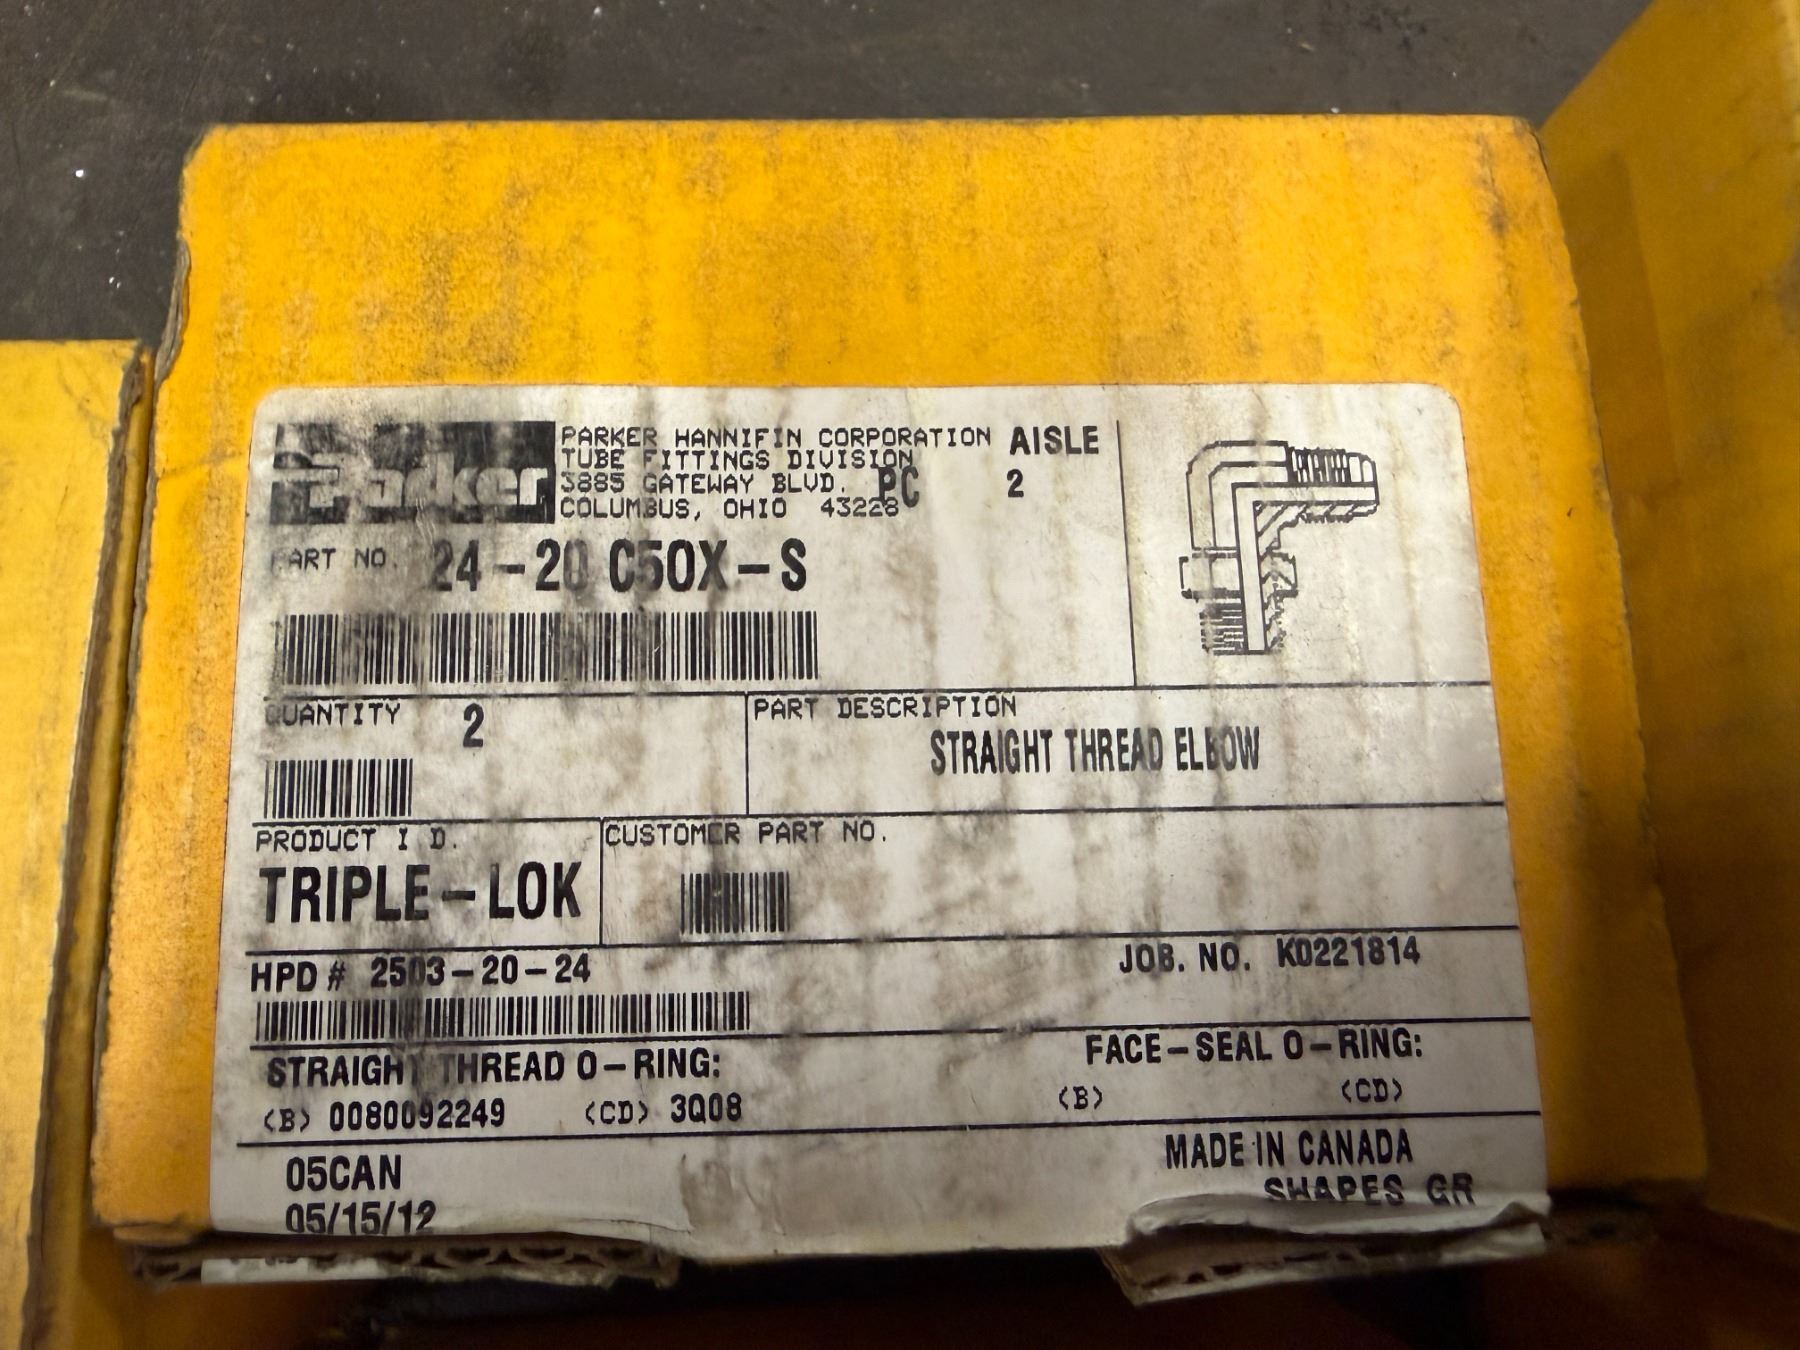 Parker
PARKER HANNIFIN CORPORATION
TUBE FITTINGS DIVISION
3885 GATEWAY BLVD. PC
COLUMBUS, OHIO 43228
AISLE
2
PART NO. 24-20 C5OX-S
QUANTITY 2
PART DESCRIPTION
STRAIGHT THREAD ELBOW
PRODUCT I D.
TRIPLE-LOK
CUSTOMER PART NO.
HPD # 2503-20-24
JOB. NO. K0221814
STRAIGHT THREAD O-RING:
(B) 0080092249 (CD) 3Q08
FACE-SEAL O-RING:
(B) (CD)
05CAN
05/15/12
MADE IN CANADA
SHAPES GR